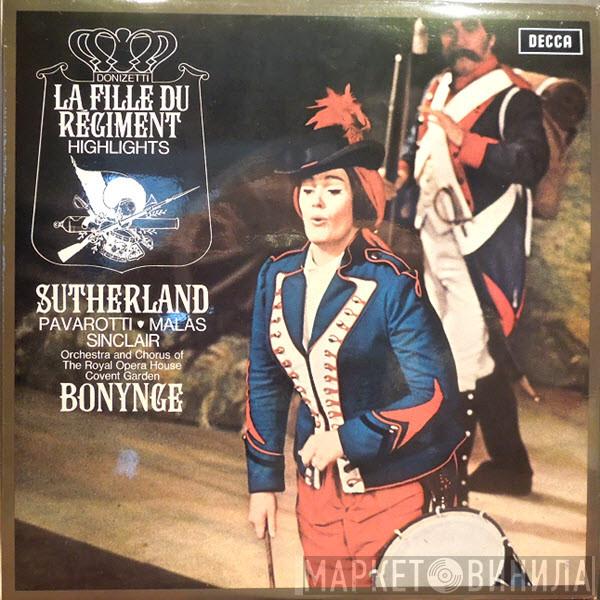 DECCA
DONIZETTI
LA FILLE DU
REGIMENT
HIGHLIGHTS
SUTHERLAND
PAVAROTTI • MALAS
SINCLAIR
Orchestra and Chorus of
The Royal Opera House
Covent Garden
BONYNGE
МАРКЕТ ВИНИЛА